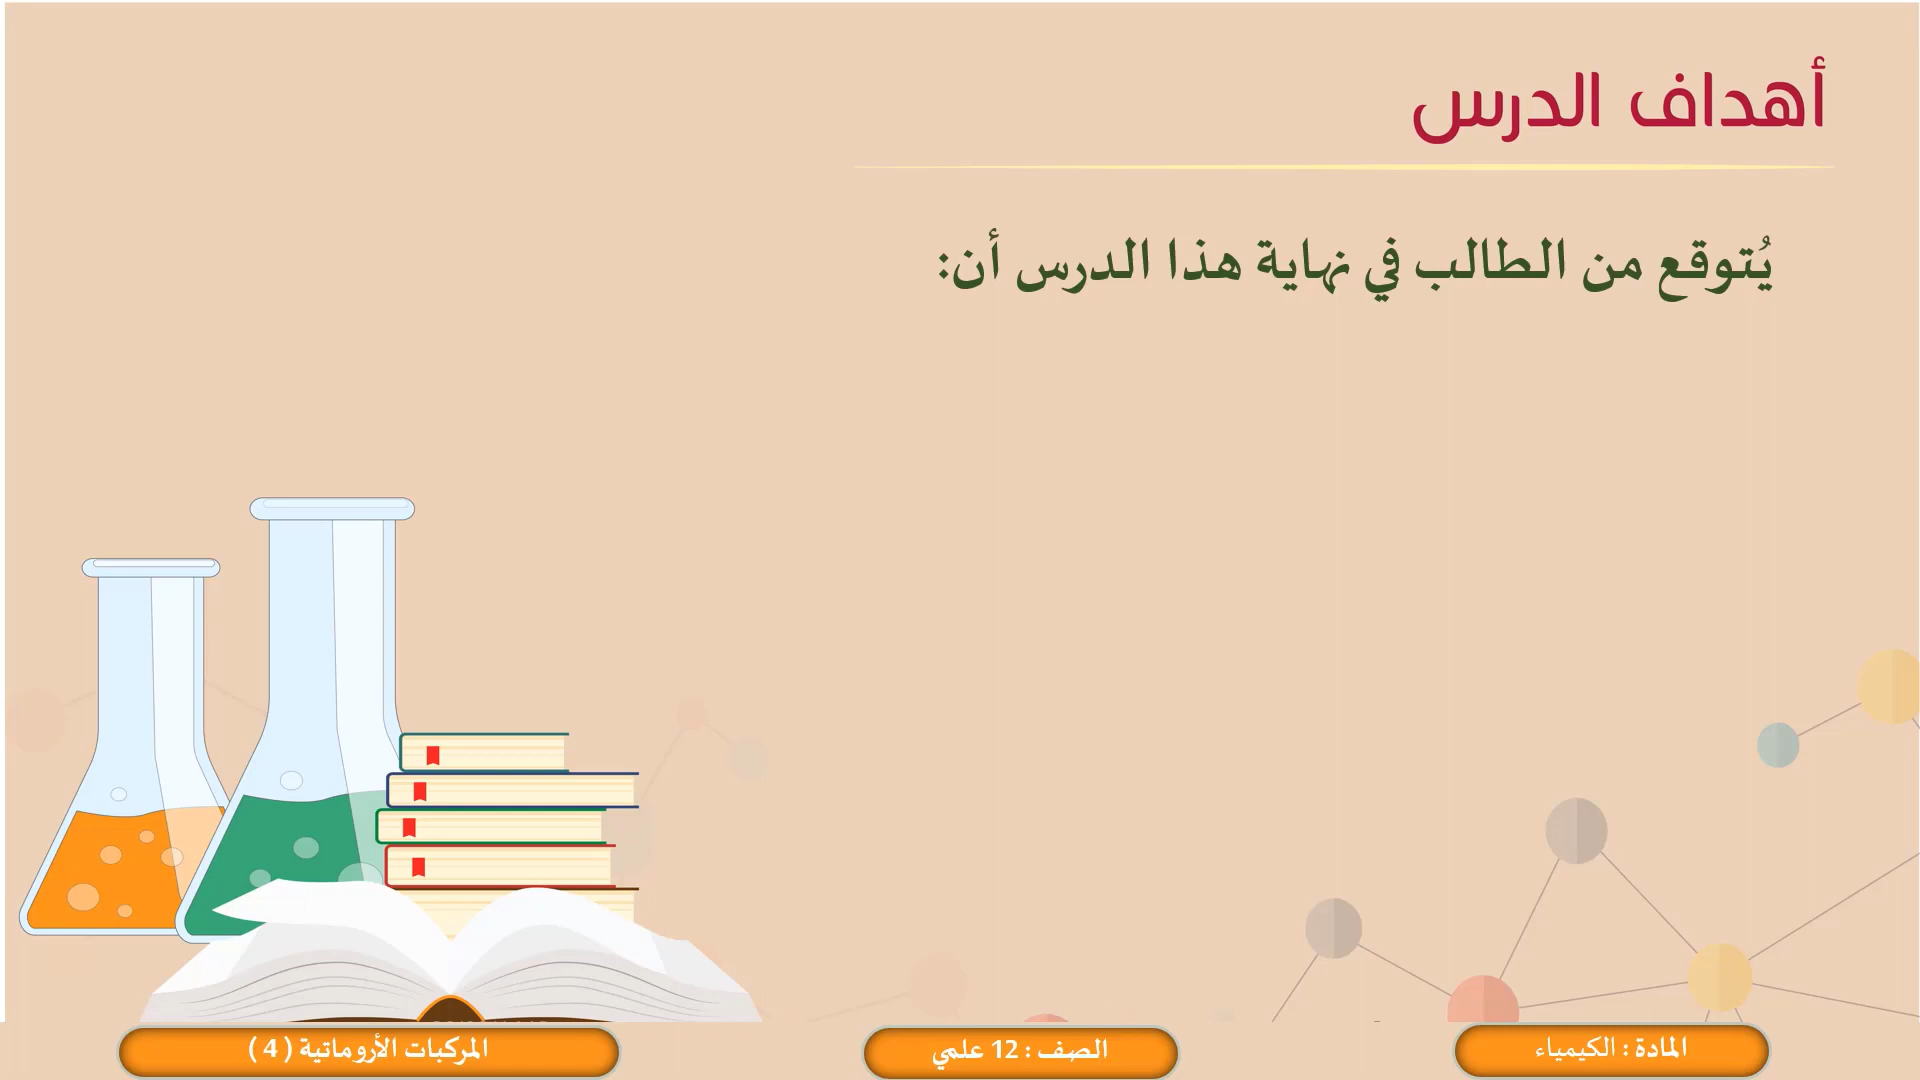 أهداف الدرس
يُتوقع من الطالب في نهاية هذا الدرس أن:
المادة : الكيمياء
الصف : 12 علمي
المركبات الأروماتية ( 4 )